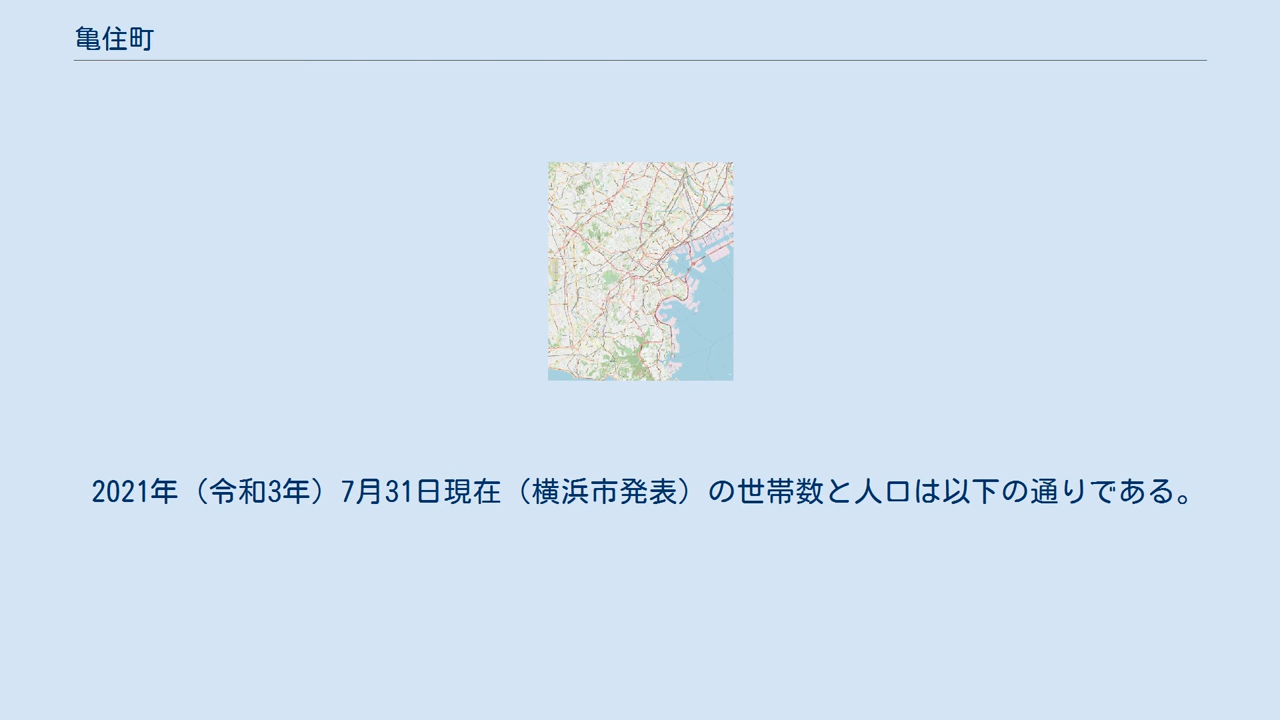 亀住町
2021年（令和3年）7月31日現在（横浜市発表）の世帯数と人口は以下の通りである。